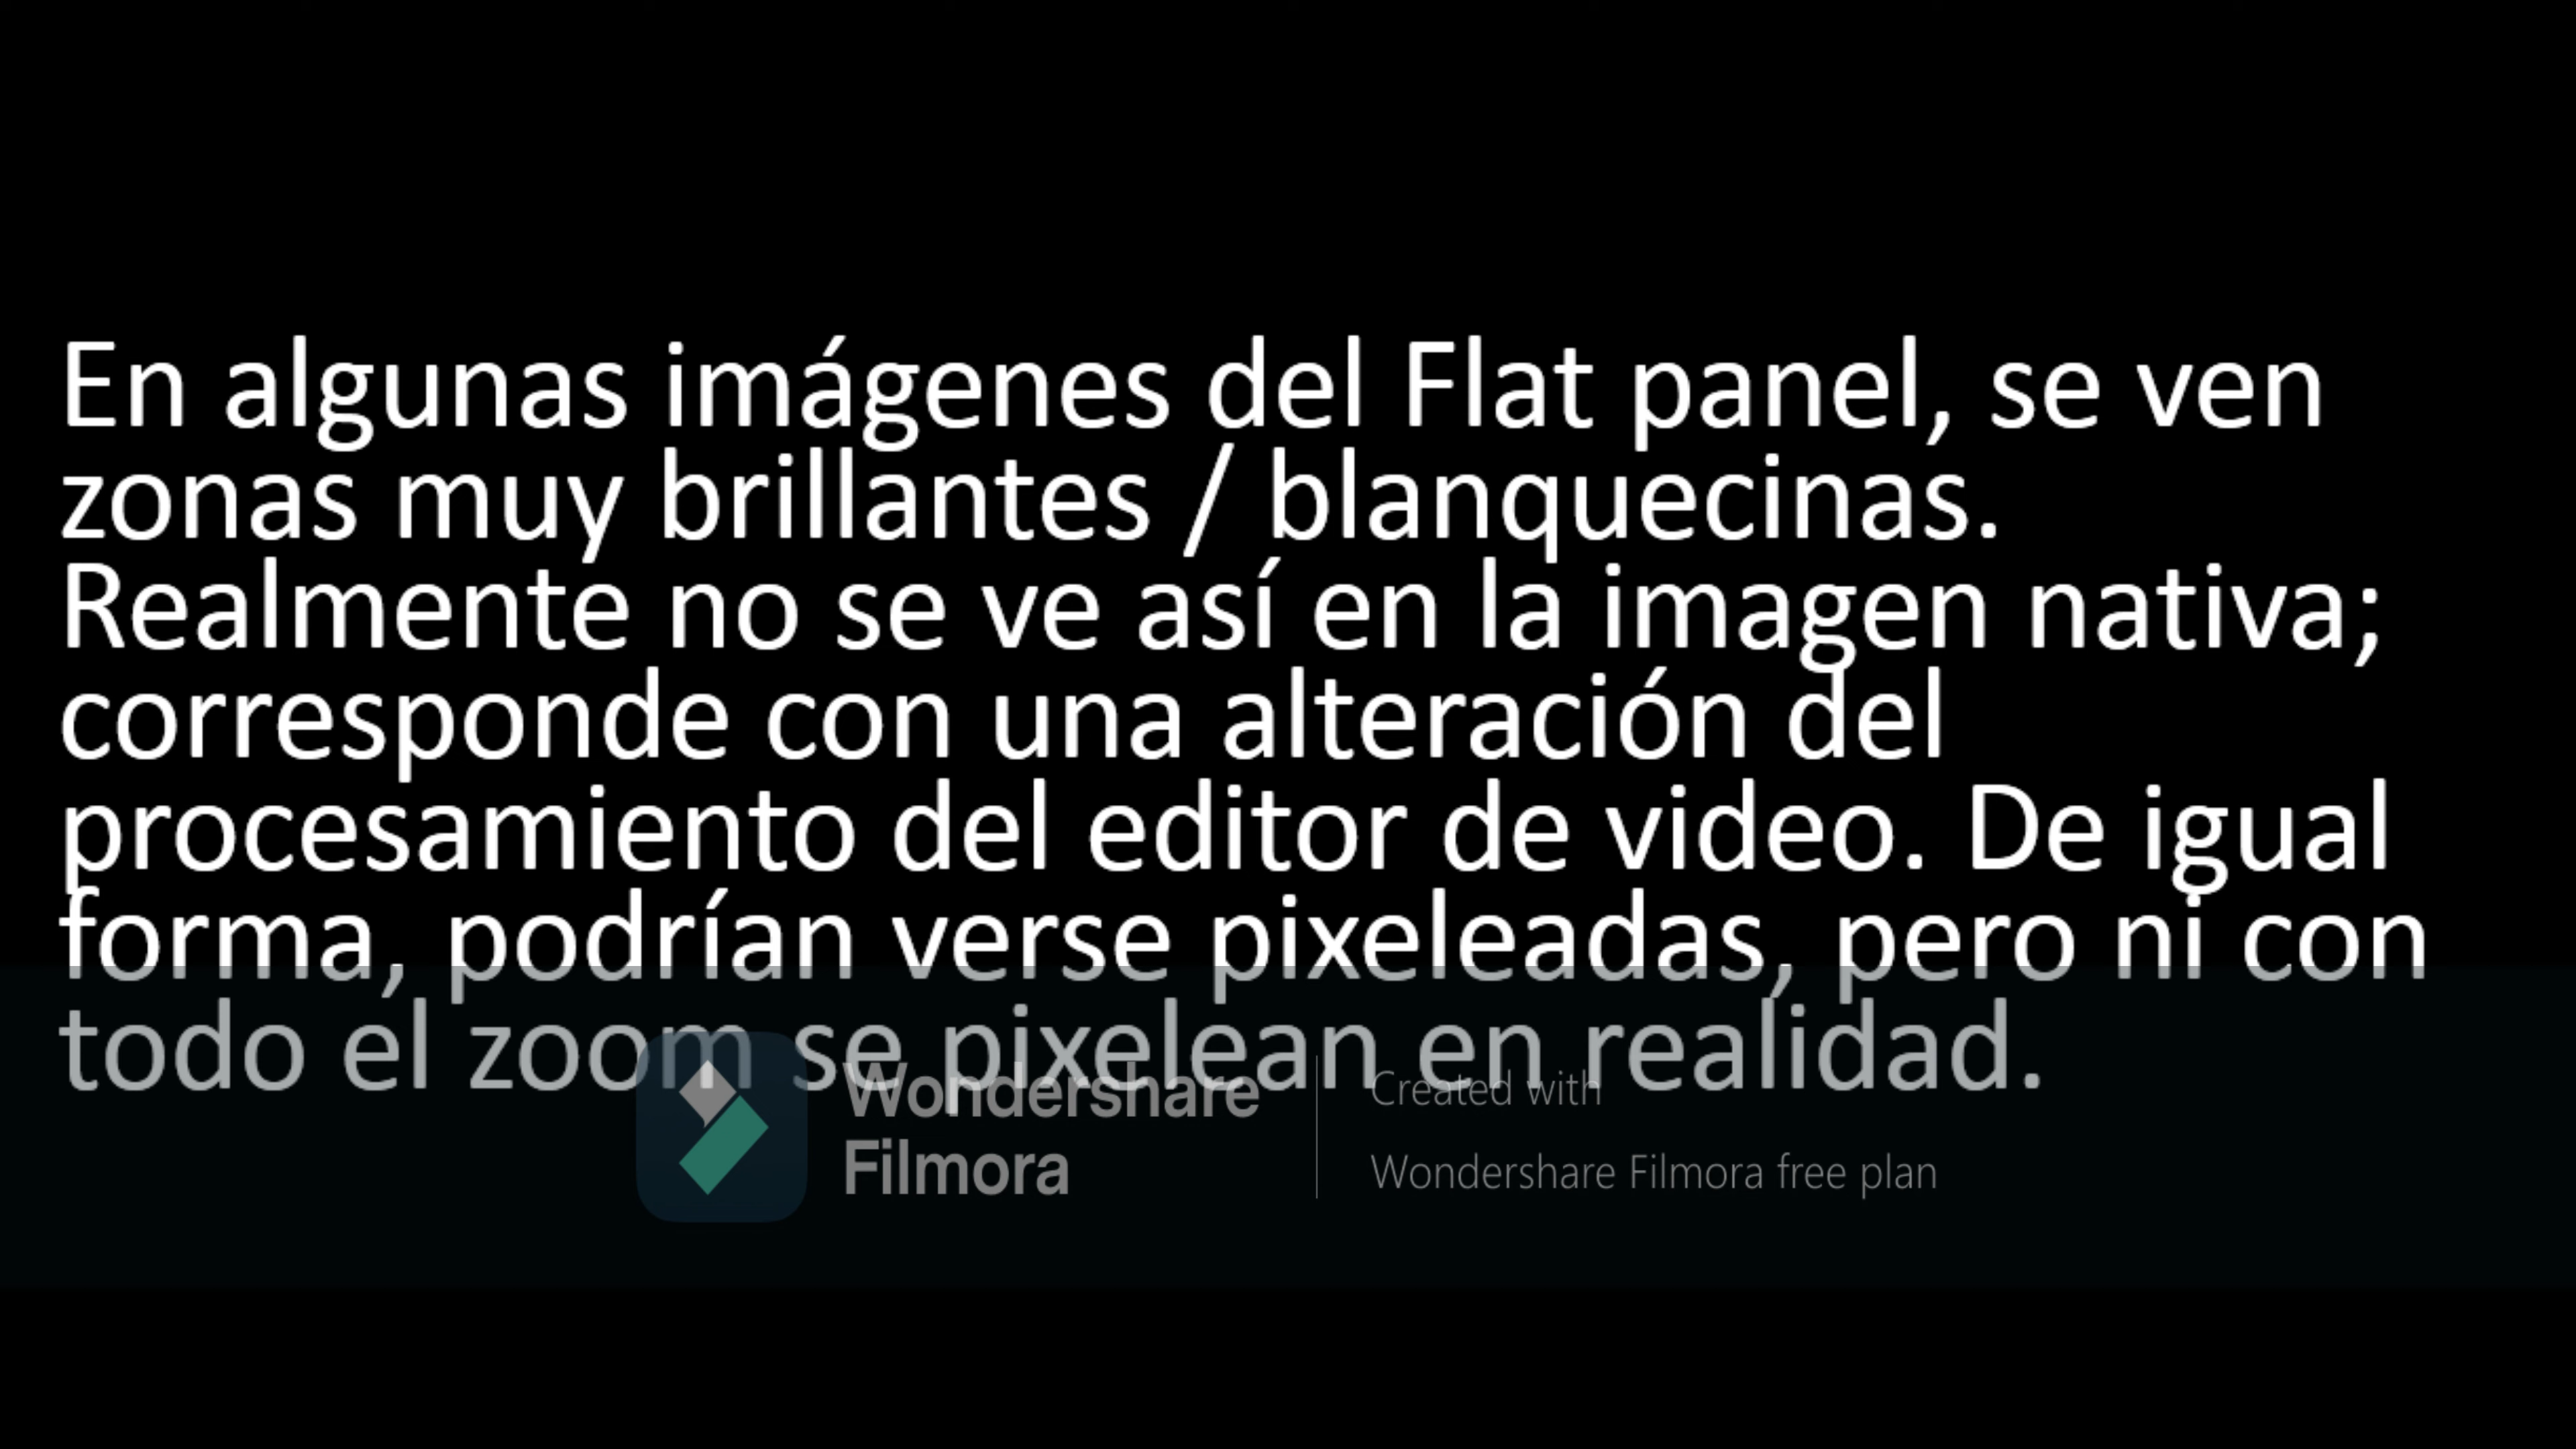 En algunas imágenes del Flat panel, se ven
zonas muy brillantes / blanquecinas.
Realmente no se ve así en la imagen nativa;
corresponde con una alteración del
procesamiento del editor de video. De igual
forma, podrían verse pixeleadas, pero ni con
todo el zoom se pixelean en realidad.
Wondershare
Filmora
Created with
Wondershare Filmora free plan